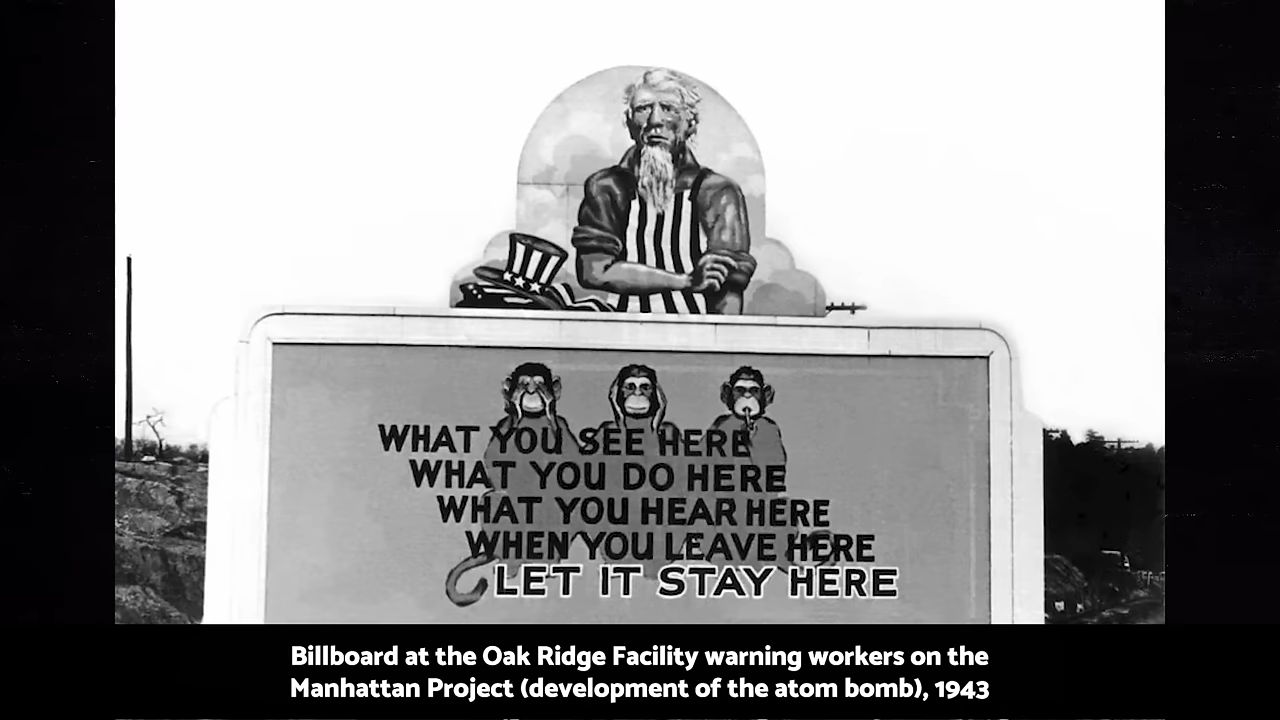 WHAT YOU SEE HERE
WHAT YOU DO HERE
WHAT YOU HEAR HERE
WHEN YOU LEAVE HERE
LET IT STAY HERE
Billboard at the Oak Ridge Facility warning workers on the
Manhattan Project (development of the atom bomb), 1943